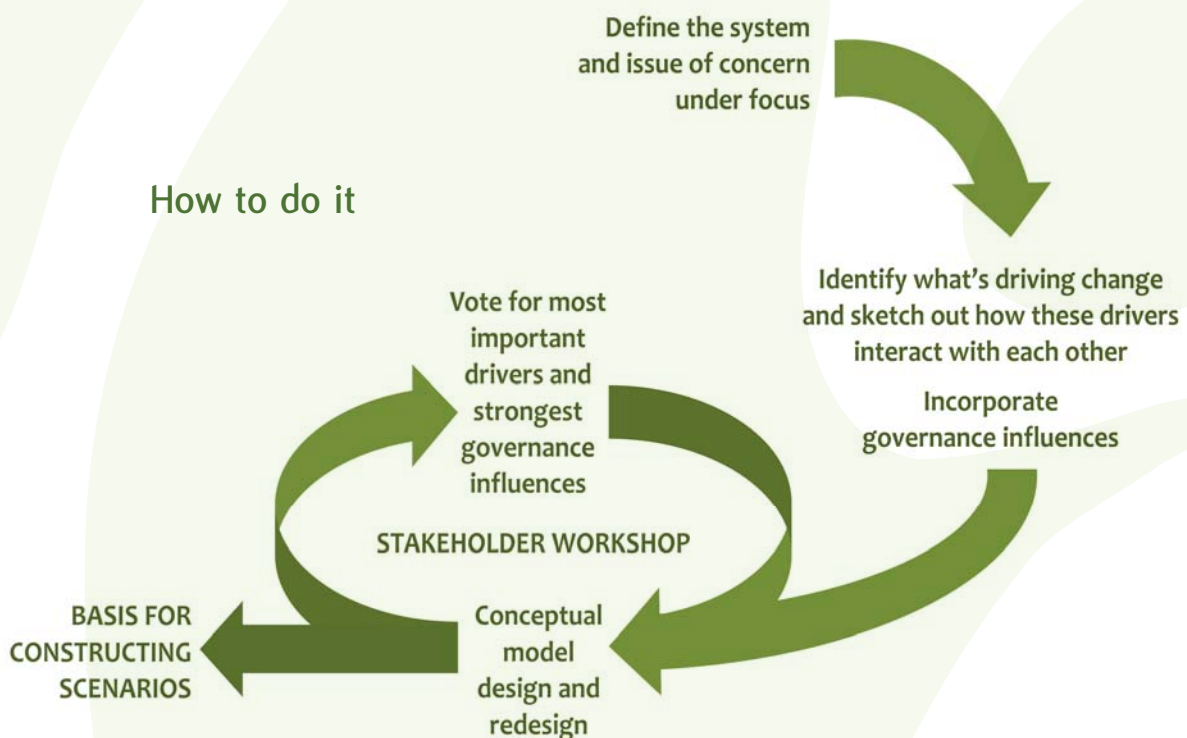 How to do it
Define the system
and issue of concern
under focus
Identify what's driving change
and sketch out how these drivers
interact with each other
Incorporate
governance influences
Vote for most
important
drivers and
strongest
governance
influences
STAKEHOLDER WORKSHOP
Conceptual
model
design and
redesign
BASIS FOR
CONSTRUCTING
SCENARIOS